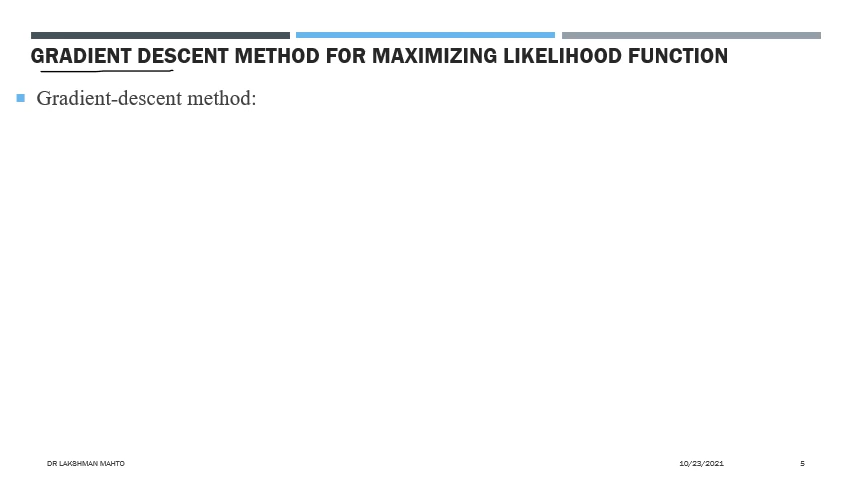 GRADIENT DESCENT METHOD FOR MAXIMIZING LIKELIHOOD FUNCTION
Gradient-descent method:
DR LAKSHMAN MAHTO 10/23/2021 5